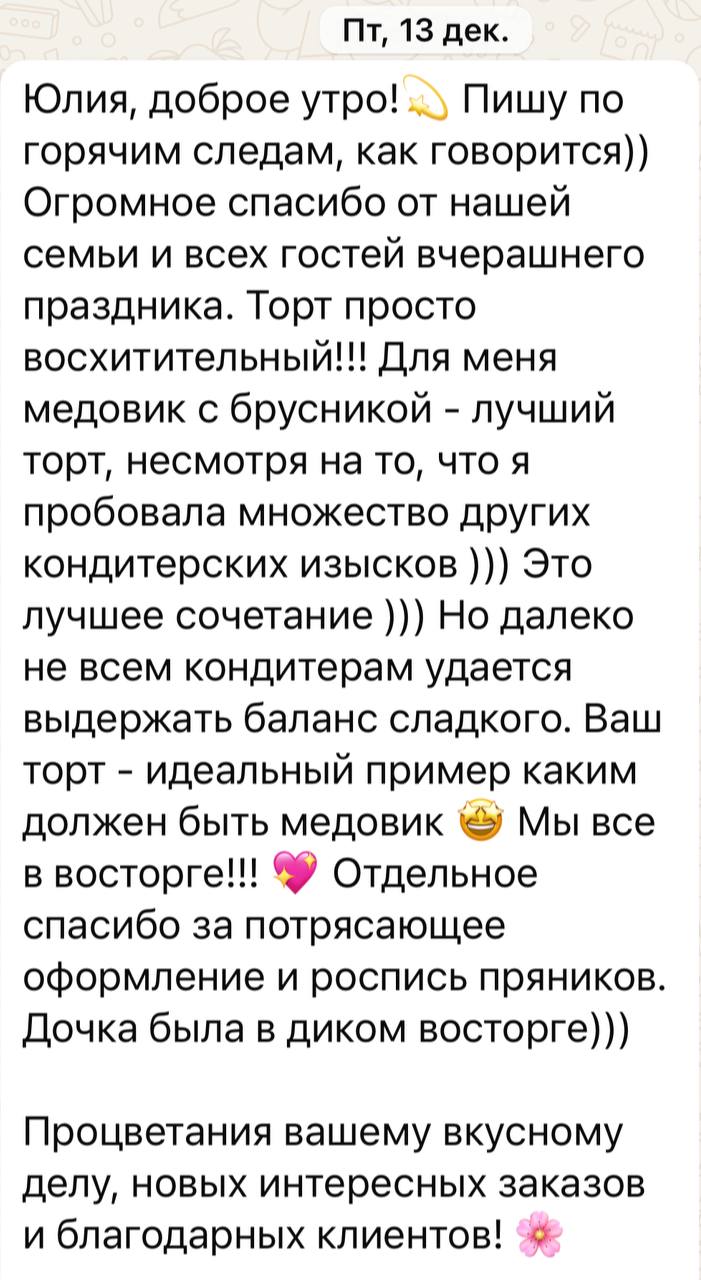 Пт, 13 дек.
Юлия, доброе утро!💫 Пишу по
горячим следам, как говорится))
Огромное спасибо от нашей
семьи и всех гостей вчерашнего
праздника. Торт просто
восхитительный!!! Для меня
медовик с брусникой - лучший
торт, несмотря на то, что я
пробовала множество других
кондитерских изысков ))) Это
лучшее сочетание ))) Но далеко
не всем кондитерам удается
выдержать баланс сладкого. Ваш
торт - идеальный пример каким
должен быть медовик 🤩 Мы все
в восторге!!! 💖 Отдельное
спасибо за потрясающее
оформление и роспись пряников.
Дочка была в диком восторге)))
Процветания вашему вкусному
делу, новых интересных заказов
и благодарных клиентов! 🌸